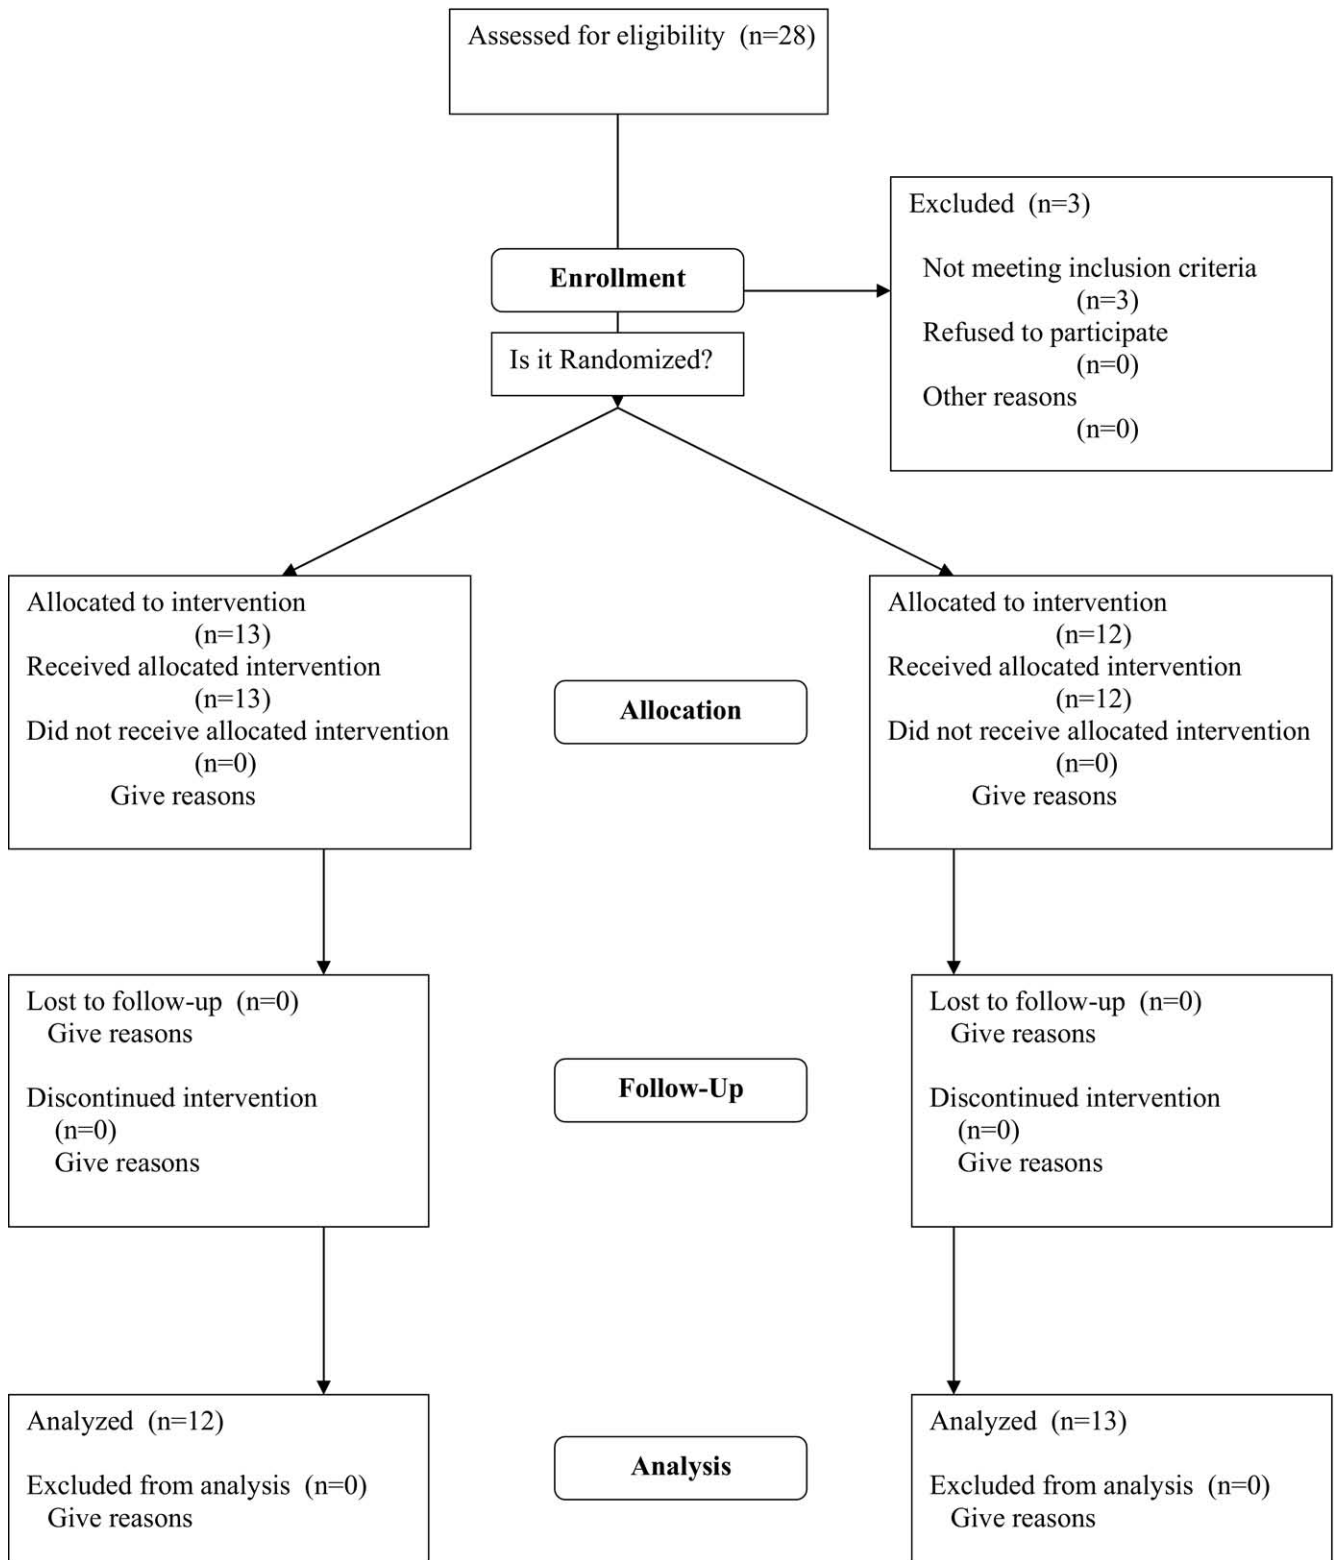 Assessed for eligibility (n=28)
Excluded (n=3)
Not meeting inclusion criteria
(n=3)
Refused to participate
(n=0)
Other reasons
(n=0)
Enrollment
Is it Randomized?
Allocated to intervention
(n=13)
Received allocated intervention
(n=13)
Did not receive allocated intervention
(n=0)
Give reasons
Allocation
Allocated to intervention
(n=12)
Received allocated intervention
(n=12)
Did not receive allocated intervention
(n=0)
Give reasons
Lost to follow-up (n=0)
Give reasons
Discontinued intervention
(n=0)
Give reasons
Follow-Up
Lost to follow-up (n=0)
Give reasons
Discontinued intervention
(n=0)
Give reasons
Analyzed (n=12)
Excluded from analysis (n=0)
Give reasons
Analysis
Analyzed (n=13)
Excluded from analysis (n=0)
Give reasons